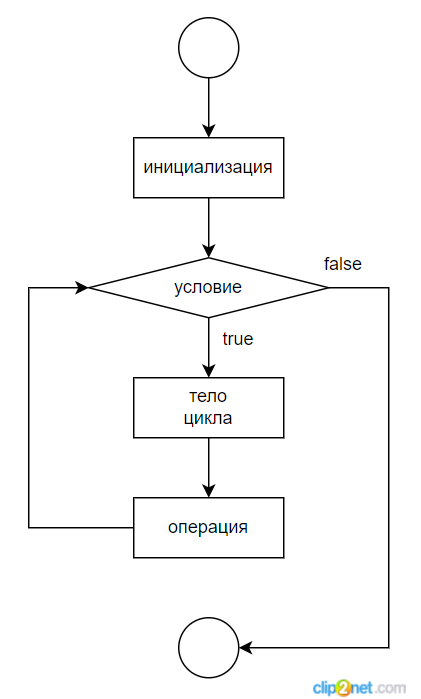 инициализация
false
условие
true
тело
цикла
операция
clip2net.com